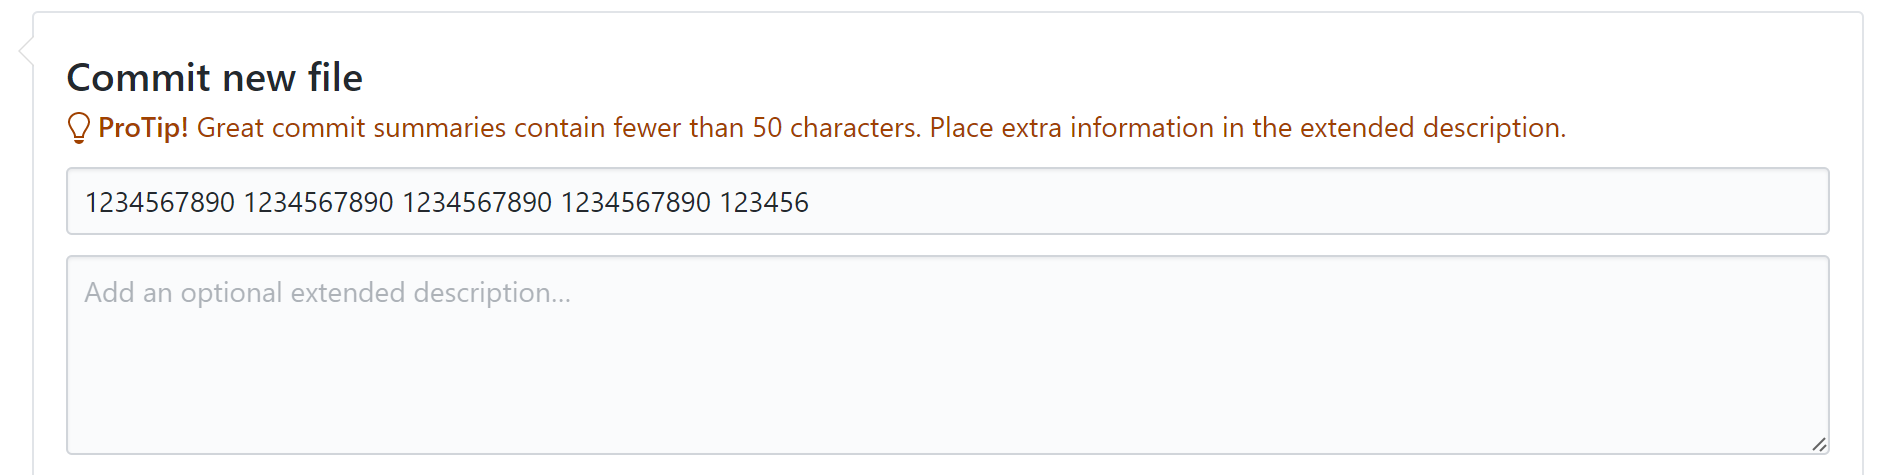 Commit new file
ProTip! Great commit summaries contain fewer than 50 characters. Place extra information in the extended description.
1234567890 1234567890 1234567890 1234567890 123456
Add an optional extended description...